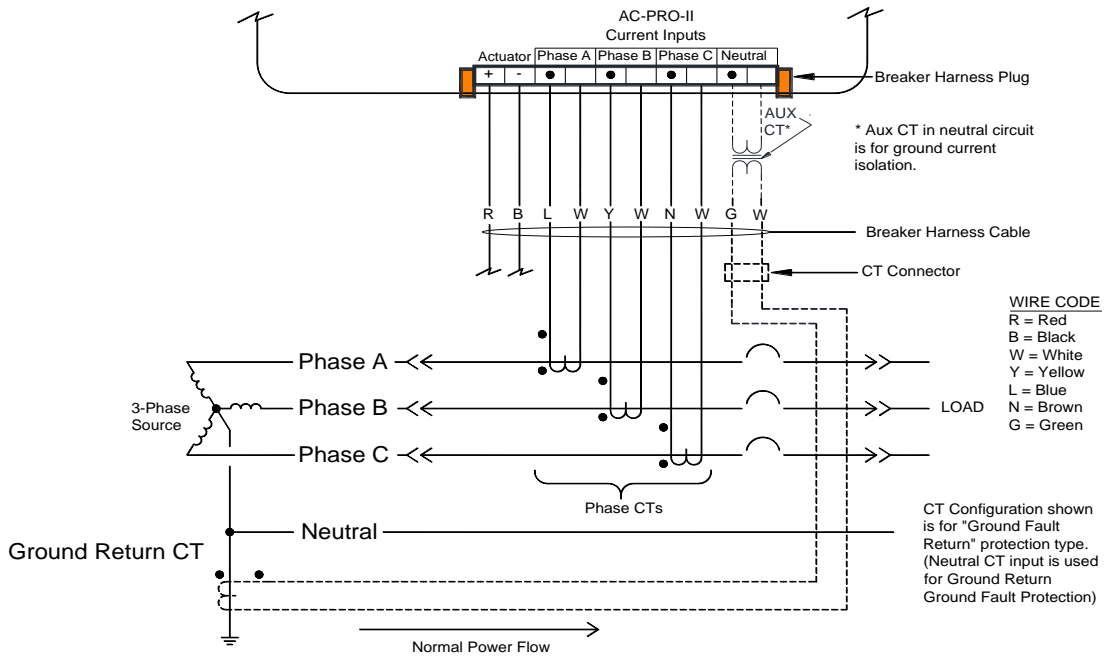 AC-PRO-II
Current Inputs
Actuator Phase A Phase B Phase C Neutral
+ -
Breaker Harness Plug
AUX
CT*
* Aux CT in neutral circuit
is for ground current
isolation.
R B L W Y W N W G W
Breaker Harness Cable
CT Connector
WIRE CODE
R = Red
B = Black
W = White
Y = Yellow
L = Blue
N = Brown
G = Green
Phase A
3-Phase
Source
Phase B
LOAD
Phase C
Phase CTs
Neutral
CT Configuration shown
is for "Ground Fault
Return" protection type.
(Neutral CT input is used
for Ground Return
Ground Fault Protection)
Ground Return CT
Normal Power Flow